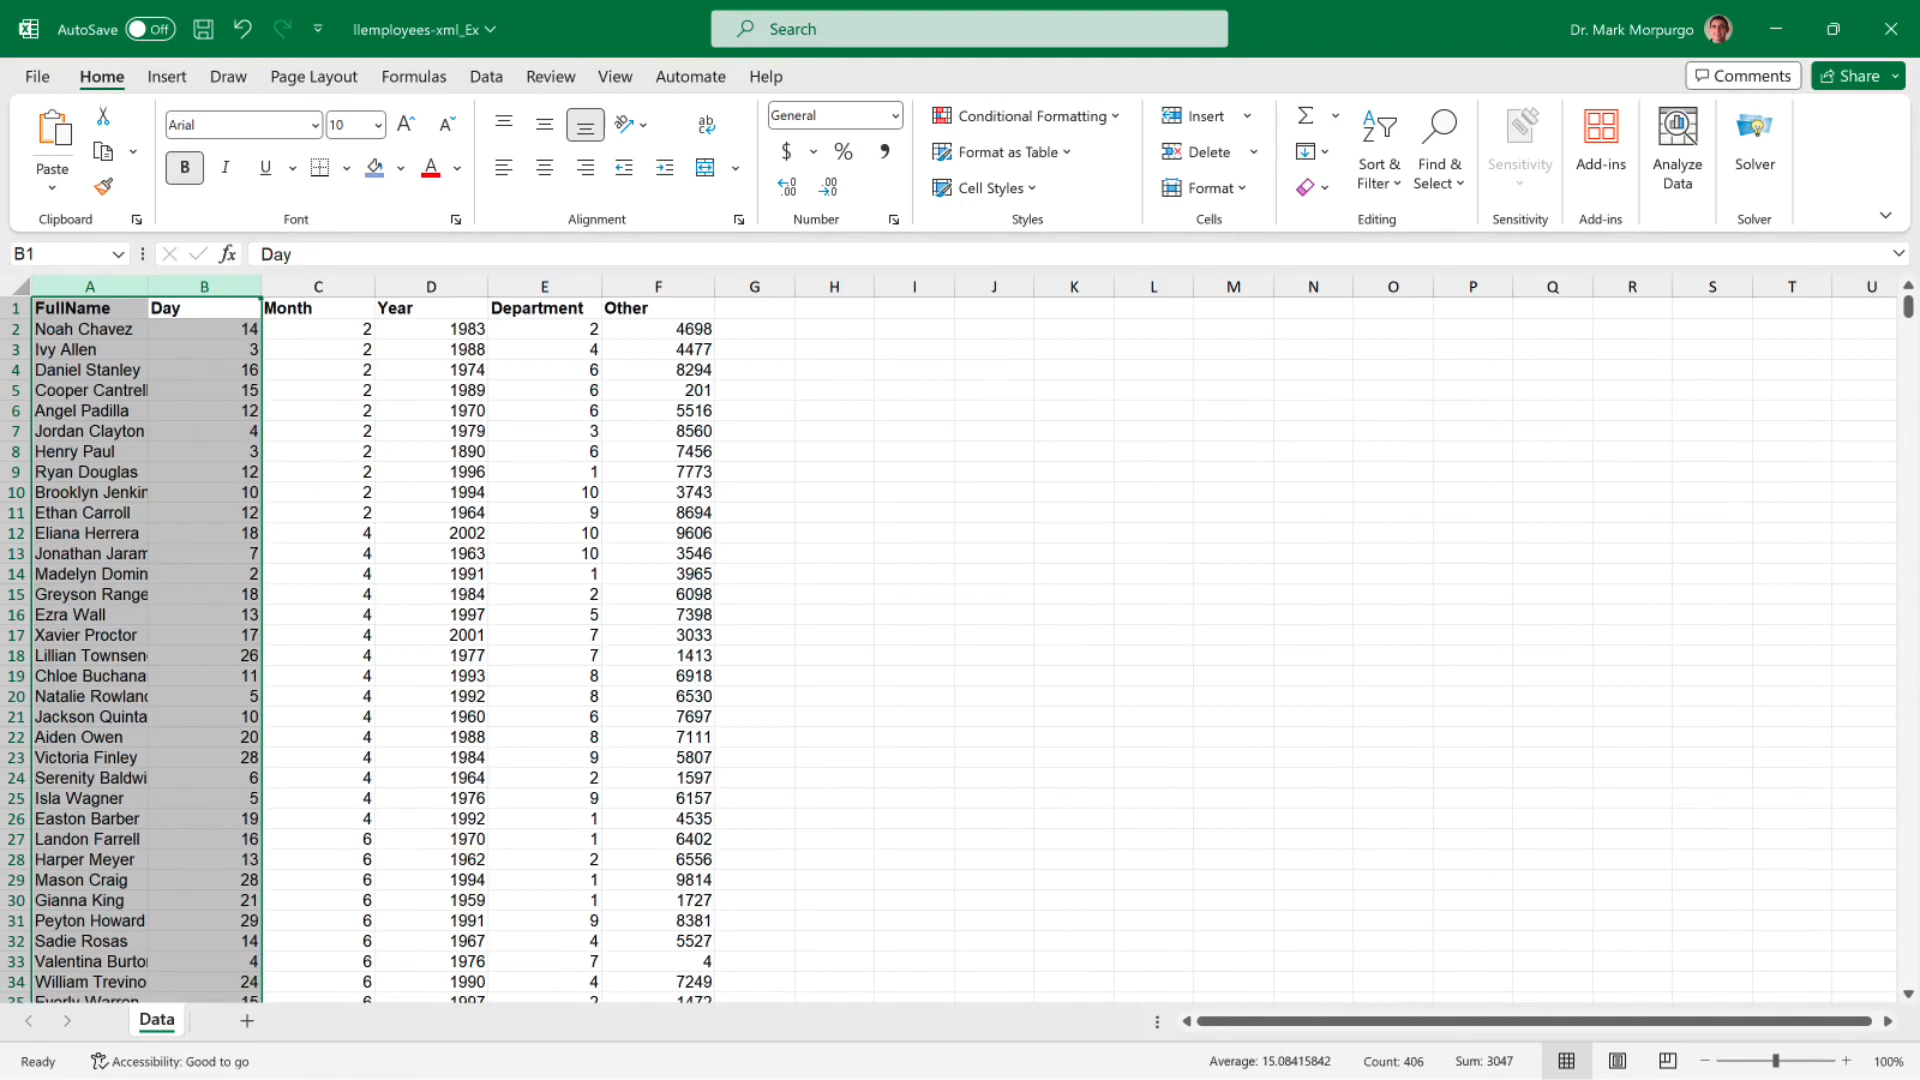 AutoSave Off llemployees-xml_Ex Search Dr. Mark Morpurgo
File Home Insert Draw Page Layout Formulas Data Review View Automate Help Comments Share
Paste Arial 10 General Conditional Formatting Format as Table Cell Styles Insert Delete Format Sort & Filter Find & Select Sensitivity Add-ins Analyze Data Solver
B I U A $ % 9
Clipboard Font Alignment Number Styles Cells Editing Sensitivity Add-ins Solver
B1 fx Day
A B C D E F G H I J K L M N O P Q R S T U
1 FullName Day Month Year Department Other
2 Noah Chavez 14 2 1983 2 4698
3 Ivy Allen 3 2 1988 4 4477
4 Daniel Stanley 16 2 1974 6 8294
5 Cooper Cantrell 15 2 1989 6 201
6 Angel Padilla 12 2 1970 6 5516
7 Jordan Clayton 4 2 1979 3 8560
8 Henry Paul 3 2 1890 6 7456
9 Ryan Douglas 12 2 1996 1 7773
10 Brooklyn Jenkin 10 2 1994 10 3743
11 Ethan Carroll 12 2 1964 9 8694
12 Eliana Herrera 18 4 2002 10 9606
13 Jonathan Jaram 7 4 1963 10 3546
14 Madelyn Domin 2 4 1991 1 3965
15 Greyson Range 18 4 1984 2 6098
16 Ezra Wall 13 4 1997 5 7398
17 Xavier Proctor 17 4 2001 7 3033
18 Lillian Townsen 26 4 1977 7 1413
19 Chloe Buchana 11 4 1993 8 6918
20 Natalie Rowland 5 4 1992 8 6530
21 Jackson Quinta 10 4 1960 6 7697
22 Aiden Owen 20 4 1988 8 7111
23 Victoria Finley 28 4 1984 9 5807
24 Serenity Baldwi 6 4 1964 2 1597
25 Isla Wagner 5 4 1976 9 6157
26 Easton Barber 19 4 1992 1 4535
27 Landon Farrell 16 6 1970 1 6402
28 Harper Meyer 13 6 1962 2 6556
29 Mason Craig 28 6 1994 1 9814
30 Gianna King 21 6 1959 1 1727
31 Peyton Howard 29 6 1991 9 8381
32 Sadie Rosas 14 6 1967 4 5527
33 Valentina Burto 4 6 1976 7 4
34 William Trevino 24 6 1990 4 7249
35 Everly Warren 15 6 1997 2 1472
Data
Ready Accessibility: Good to go Average: 15.08415842 Count: 406 Sum: 3047 100%